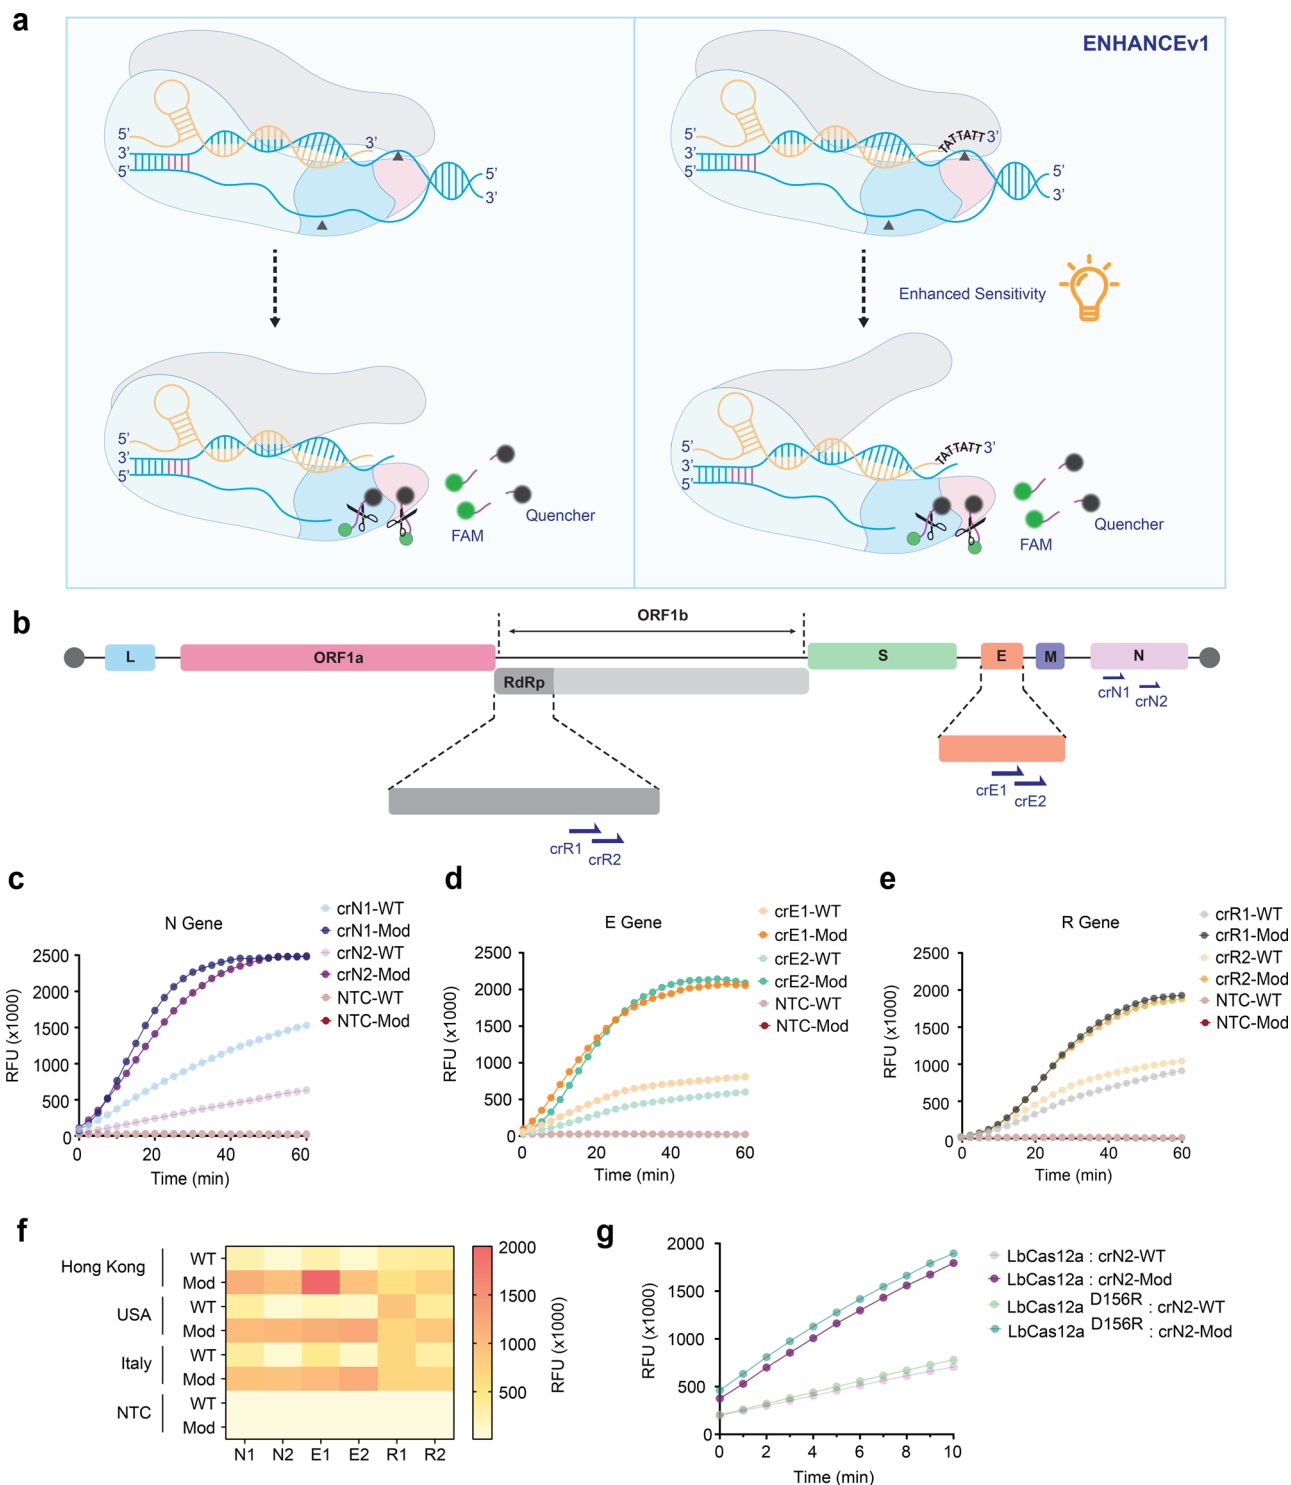 a
ENHANCEv1
5’
3’
5’
3’
5’
3’
5’
3’
5’
TATTATT 3’
5’
3’
Enhanced Sensitivity
5’
3’
5’
FAM
Quencher
5’
3’
5’
TATTATT 3’
FAM
Quencher
b
ORF1b
L
ORF1a
S
E
M
N
RdRp
crN1
crN2
crE1
crE2
crR1
crR2
c
N Gene
crN1-WT
crN1-Mod
crN2-WT
crN2-Mod
NTC-WT
NTC-Mod
RFU (x1000)
2500
2000
1500
1000
500
0
0
20
40
60
Time (min)
d
E Gene
crE1-WT
crE1-Mod
crE2-WT
crE2-Mod
NTC-WT
NTC-Mod
RFU (x1000)
2500
2000
1500
1000
500
0
0
20
40
60
Time (min)
e
R Gene
crR1-WT
crR1-Mod
crR2-WT
crR2-Mod
NTC-WT
NTC-Mod
RFU (x1000)
2500
2000
1500
1000
500
0
0
20
40
60
Time (min)
f
Hong Kong
WT
Mod
USA
WT
Mod
Italy
WT
Mod
NTC
WT
Mod
N1
N2
E1
E2
R1
R2
2000
1500
1000
500
RFU (x1000)
g
RFU (x1000)
2000
1500
1000
500
0
0
2
4
6
8
10
Time (min)
LbCas12a : crN2-WT
LbCas12a : crN2-Mod
LbCas12a D156R : crN2-WT
LbCas12a D156R : crN2-Mod